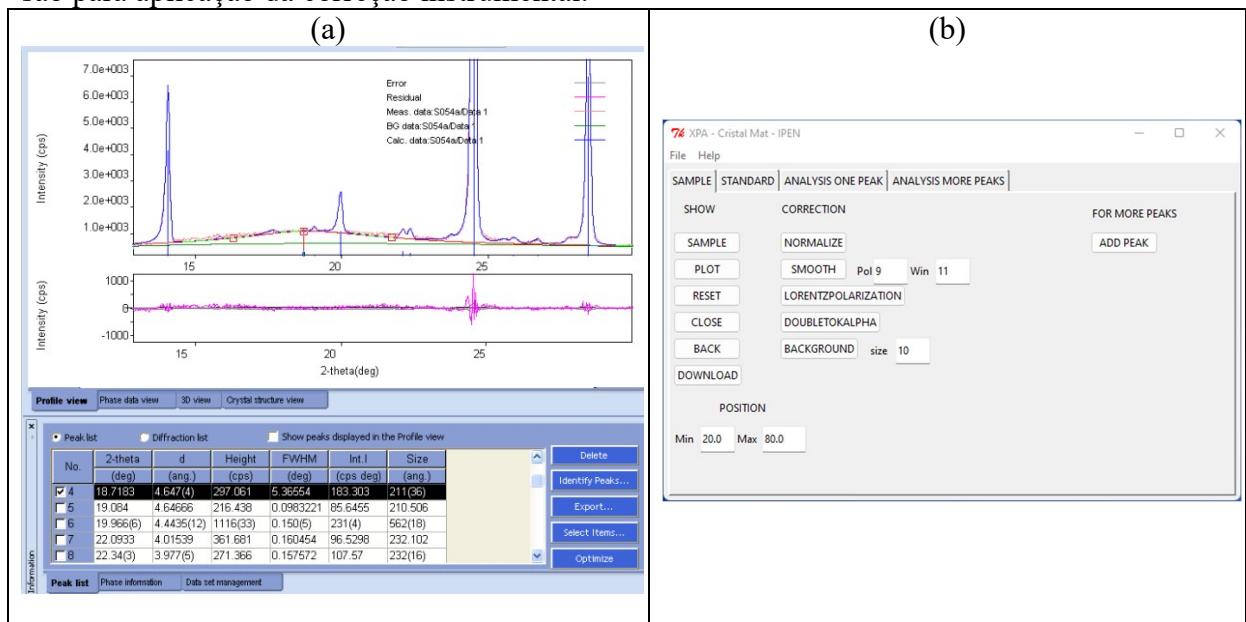 (a)
(b)
7.0e+003
6.0e+003
5.0e+003
4.0e+003
3.0e+003
2.0e+003
1.0e+003
Intensity (cps)
Error
Residual
Meas. data:S054a/Data 1
BG data:S054a/Data 1
Calc. data:S054a/Data 1
15 20 25
1000
0
-1000
Intensity (cps)
15 20 25
2-theta(deg)
Profile view Phase data view 3D view Crystal structure view
Peak list Diffraction list Show peaks displayed in the Profile view
No. 2-theta d Height FWHM Int.I Size
(deg) (ang.) (cps) (deg) (cps deg) (ang.)
4 18.7183 4.647(4) 297.061 5.36554 183.303 211(36)
5 19.084 4.64666 216.438 0.0983221 85.6455 210.506
6 19.966(6) 4.4435(12) 1116(33) 0.150(5) 231(4) 562(18)
7 22.0933 4.01539 361.681 0.160454 96.5298 232.102
8 22.34(3) 3.977(5) 271.366 0.157572 107.57 232(16)
Delete
Identify Peaks...
Export...
Select Items...
Optimize
Information
Peak list Phase information Data set management
XPA - Cristal Mat - IPEN
File Help
SAMPLE STANDARD ANALYSIS ONE PEAK ANALYSIS MORE PEAKS
SHOW CORRECTION FOR MORE PEAKS
SAMPLE NORMALIZE ADD PEAK
PLOT SMOOTH Pol 9 Win 11
RESET LORENTZPOLARIZATION
CLOSE DOUBLETOKALPHA
BACK BACKGROUND size 10
DOWNLOAD
POSITION
Min 20.0 Max 80.0